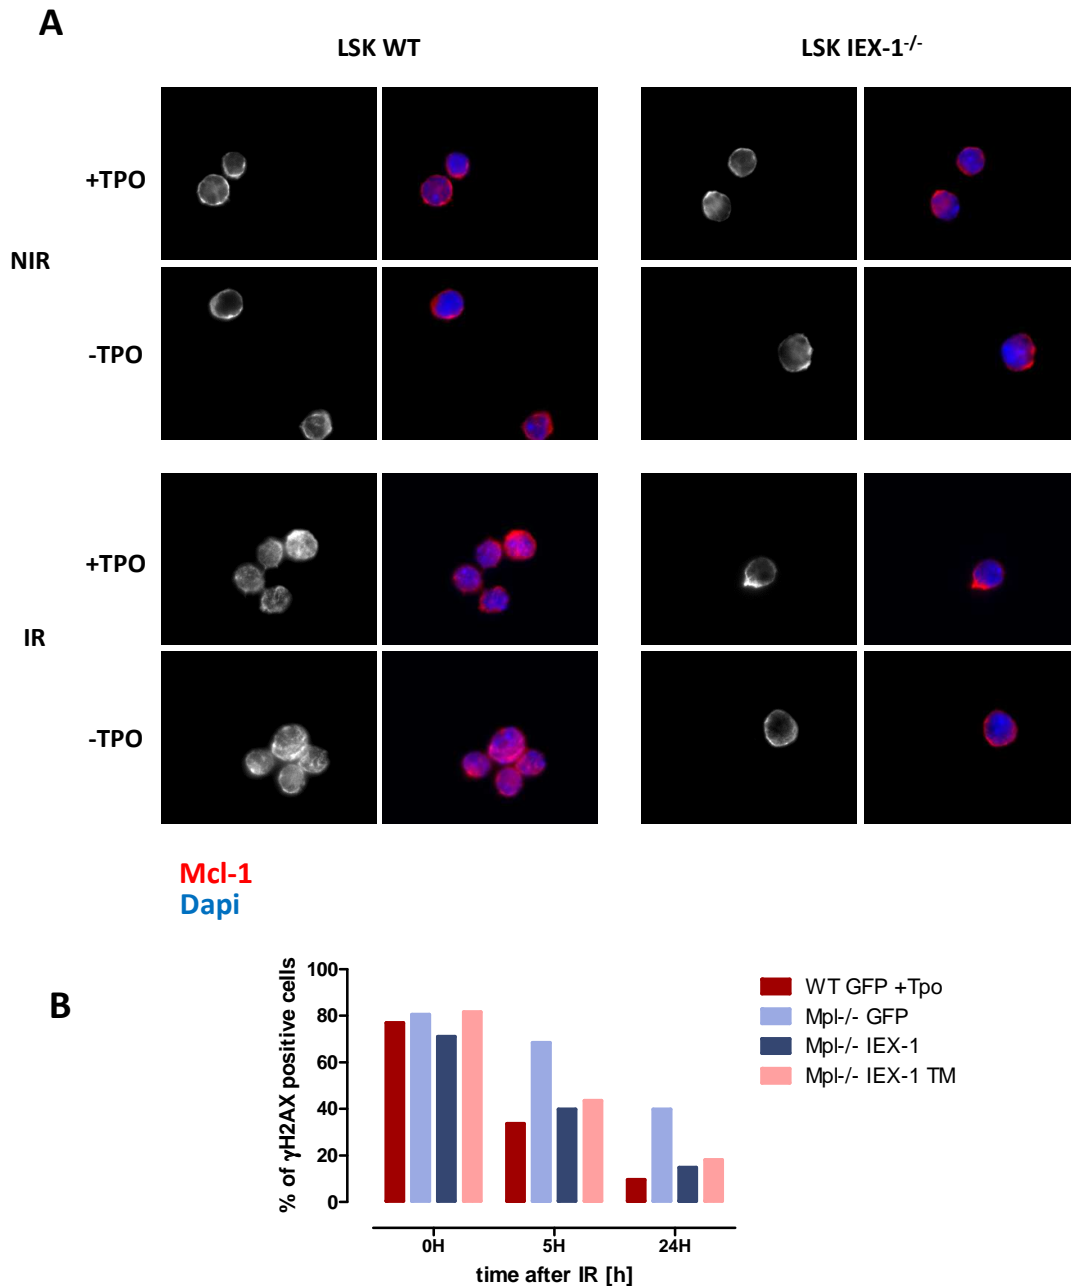 A
LSK WT
LSK IEX-1-/-
+TPO
NIR
-TPO
+TPO
IR
-TPO
Mcl-1
Dapi
B
% of γH2AX positive cells
100
80
60
40
20
0
0H
5H
24H
time after IR [h]
WT GFP +Tpo
Mpl-/- GFP
Mpl-/- IEX-1
Mpl-/- IEX-1 TM